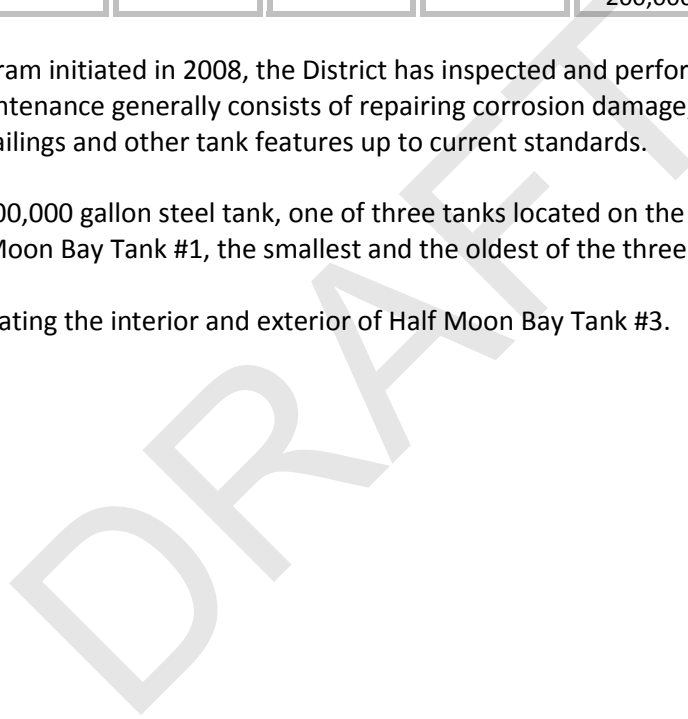 ram initiated in 2008, the District has inspected and perfor
ntenance generally consists of repairing corrosion damage,
ailings and other tank features up to current standards.
00,000 gallon steel tank, one of three tanks located on the
Moon Bay Tank #1, the smallest and the oldest of the three
ating the interior and exterior of Half Moon Bay Tank #3.
DRAFT